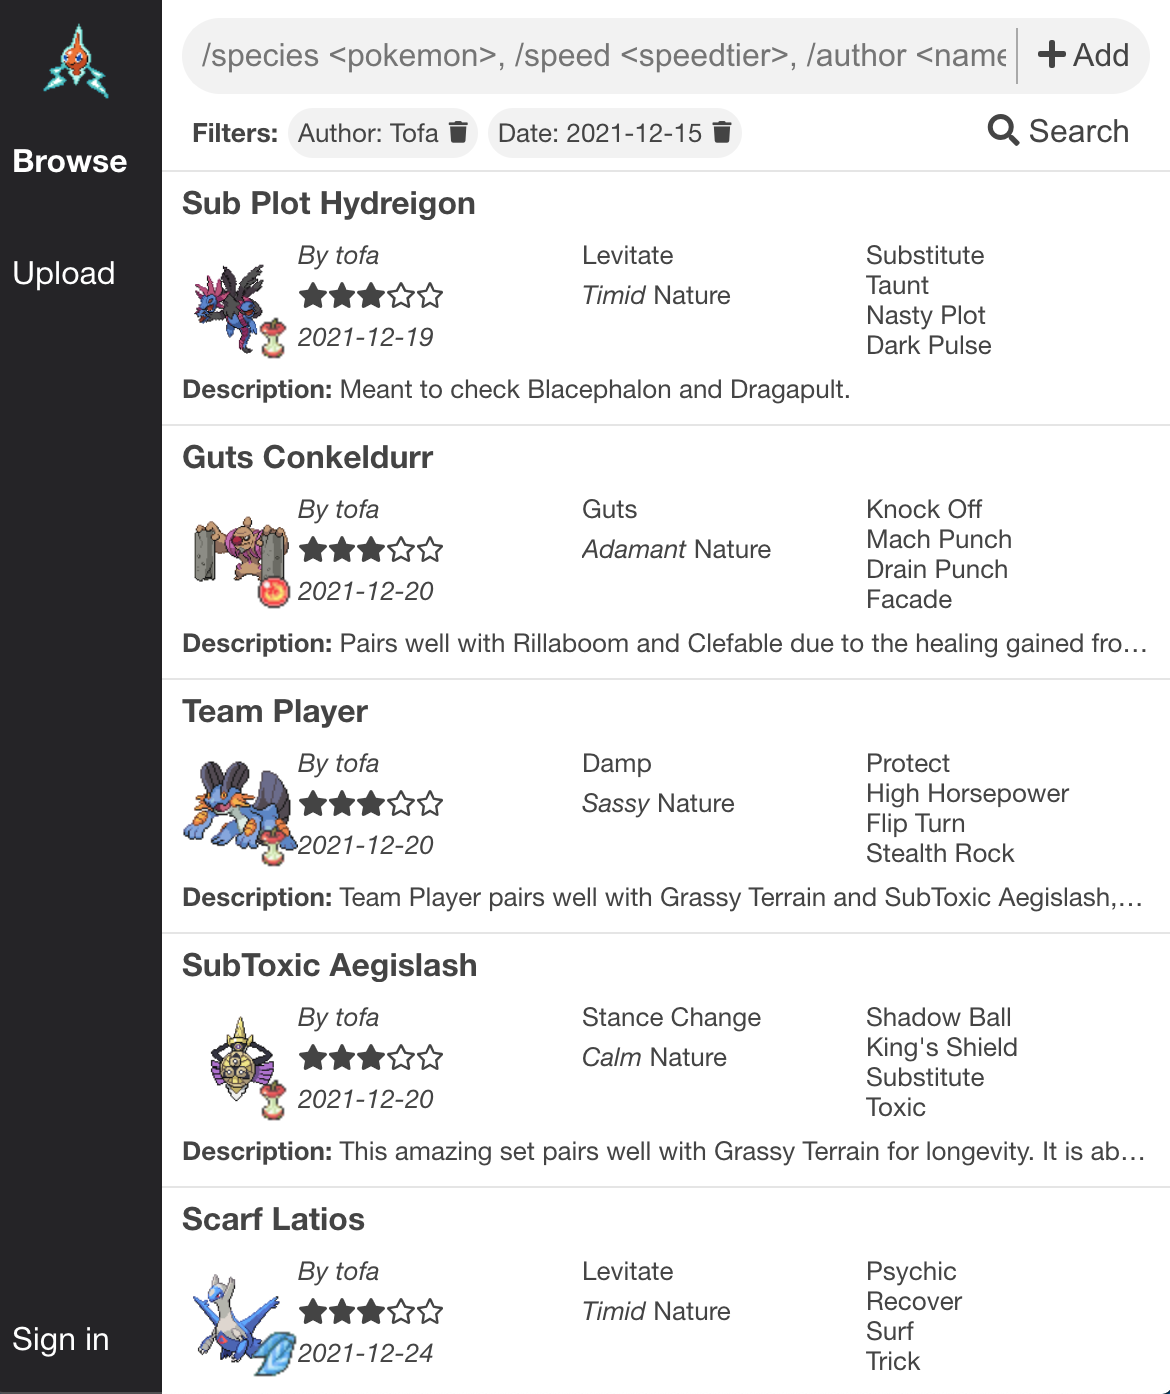 /species <pokemon>, /speed <speedtier>, /author <name
Add
Browse
Upload
Sign in
Filters: Author: Tofa Date: 2021-12-15
Search
Sub Plot Hydreigon
By tofa
2021-12-19
Levitate
Timid Nature
Substitute
Taunt
Nasty Plot
Dark Pulse
Description: Meant to check Blacephalon and Dragapult.
Guts Conkeldurr
By tofa
2021-12-20
Guts
Adamant Nature
Knock Off
Mach Punch
Drain Punch
Facade
Description: Pairs well with Rillaboom and Clefable due to the healing gained fro…
Team Player
By tofa
2021-12-20
Damp
Sassy Nature
Protect
High Horsepower
Flip Turn
Stealth Rock
Description: Team Player pairs well with Grassy Terrain and SubToxic Aegislash,…
SubToxic Aegislash
By tofa
2021-12-20
Stance Change
Calm Nature
Shadow Ball
King's Shield
Substitute
Toxic
Description: This amazing set pairs well with Grassy Terrain for longevity. It is ab…
Scarf Latios
By tofa
2021-12-24
Levitate
Timid Nature
Psychic
Recover
Surf
Trick